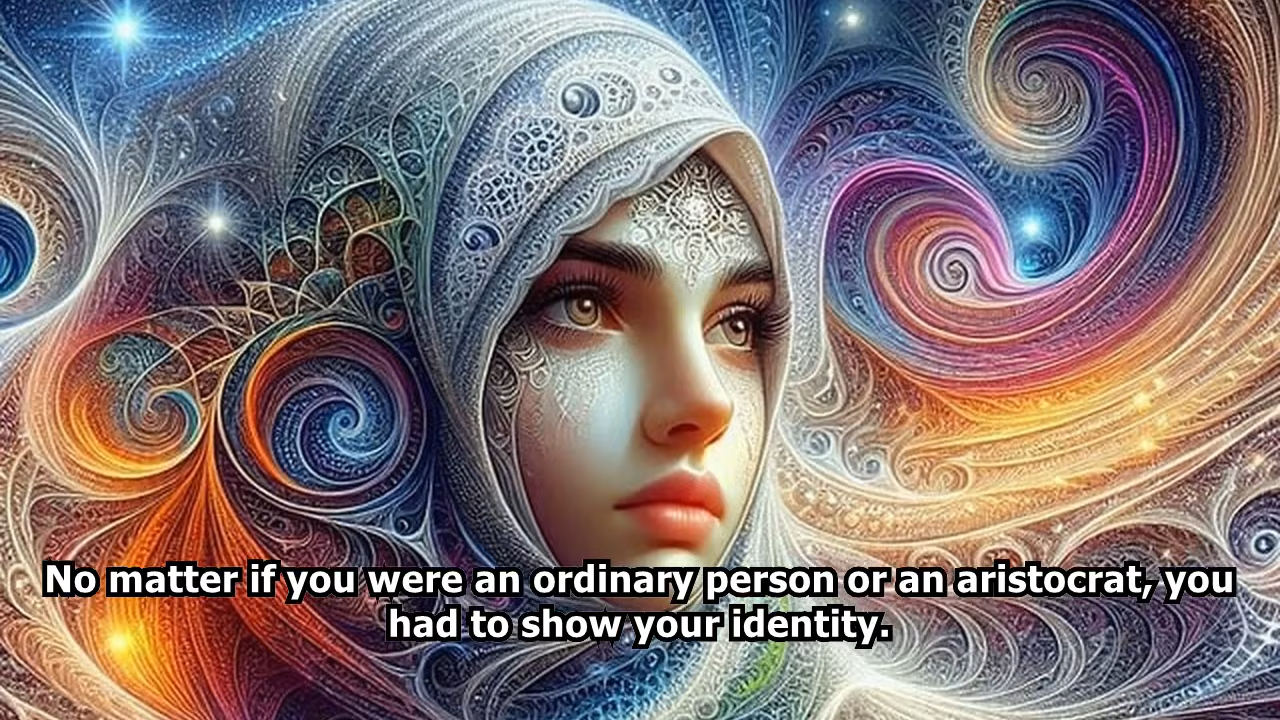 No matter if you were an ordinary person or an aristocrat, you
had to show your identity.